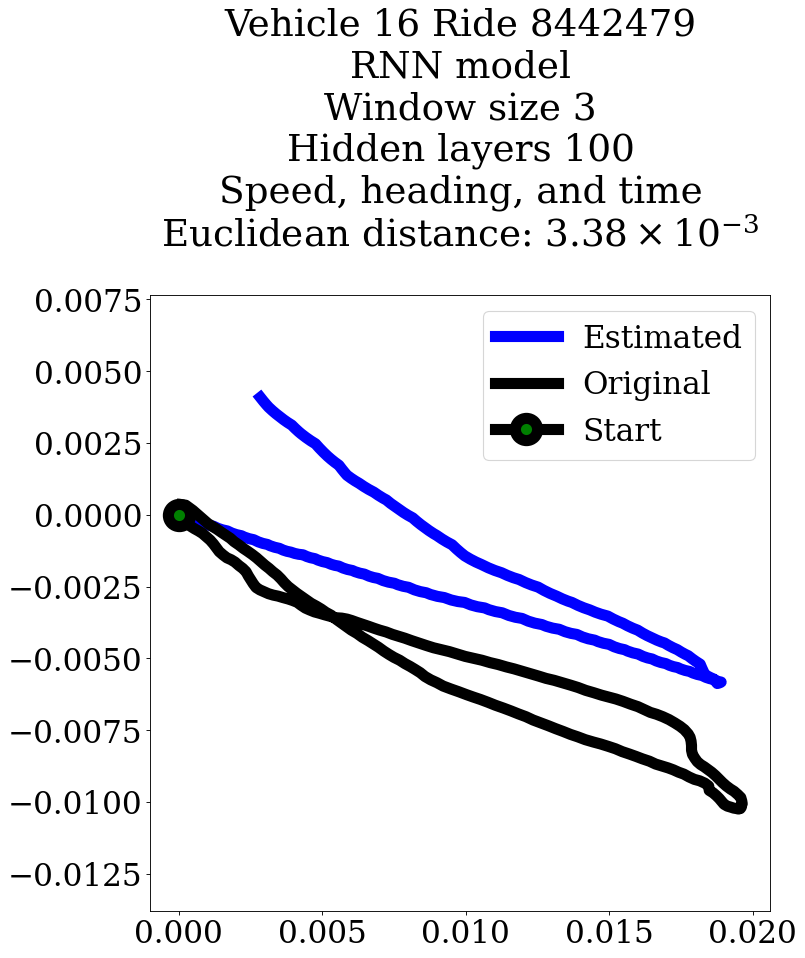 Vehicle 16 Ride 8442479
RNN model
Window size 3
Hidden layers 100
Speed, heading, and time
Euclidean distance: 3.38 × 10⁻³
0.0075
0.0050
0.0025
0.0000
−0.0025
−0.0050
−0.0075
−0.0100
−0.0125
Estimated
Original
Start
0.000 0.005 0.010 0.015 0.020